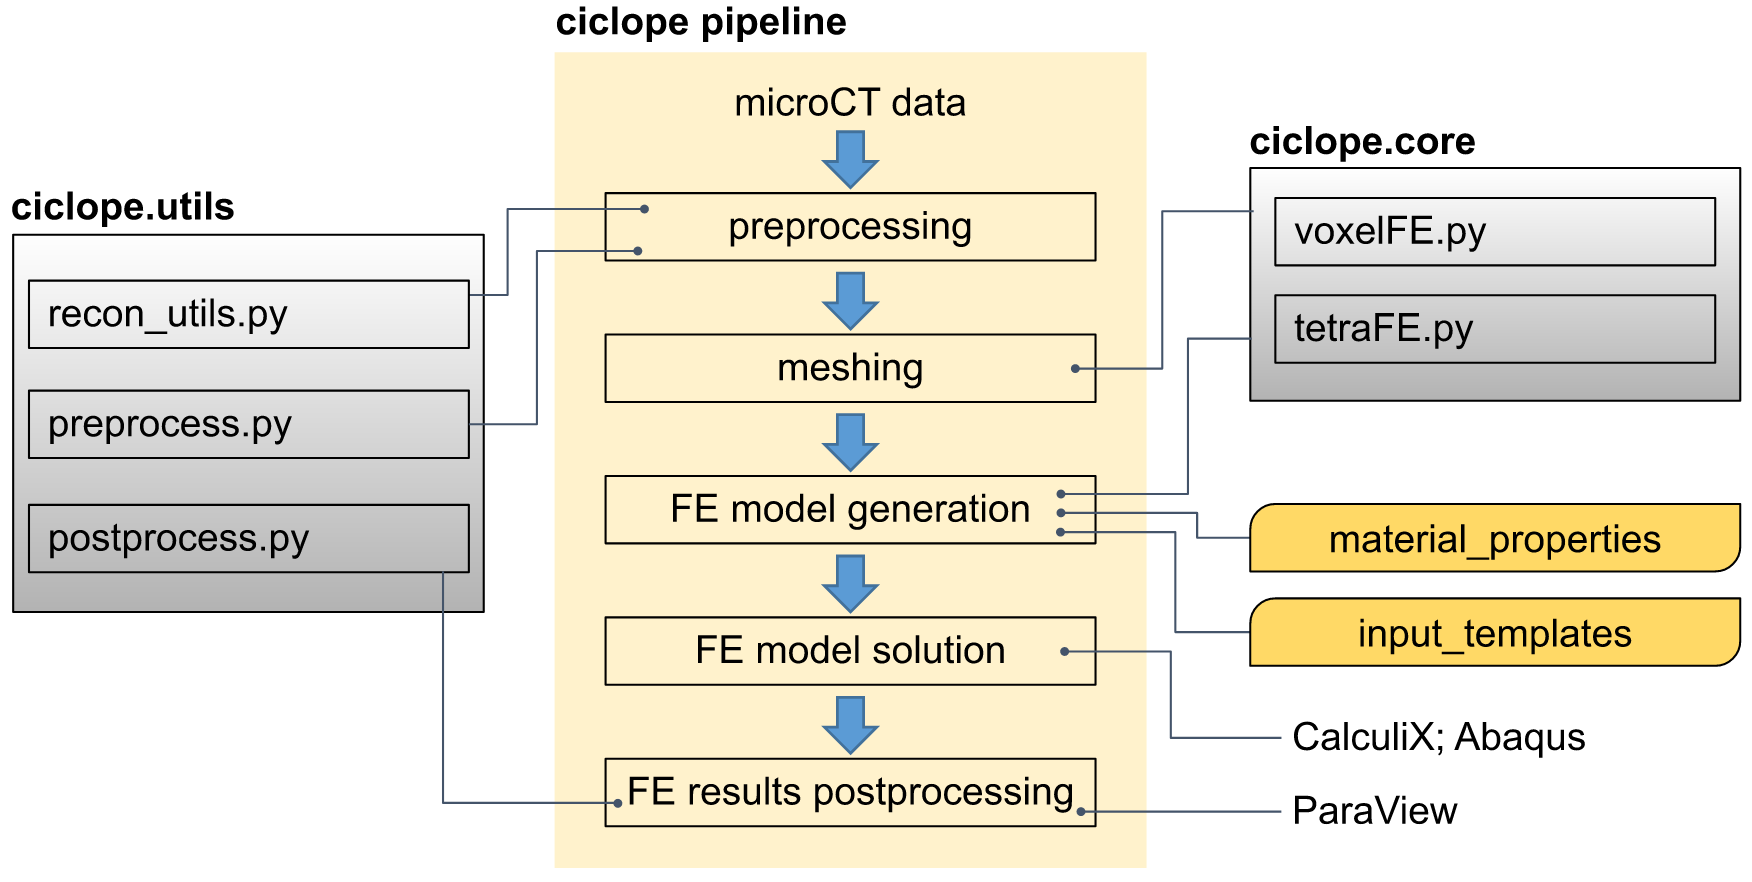 ciclope pipeline
microCT data
preprocessing
meshing
FE model generation
FE model solution
FE results postprocessing
ciclope.utils
recon_utils.py
preprocess.py
postprocess.py
ciclope.core
voxelFE.py
tetraFE.py
material_properties
input_templates
CalculiX; Abaqus
ParaView